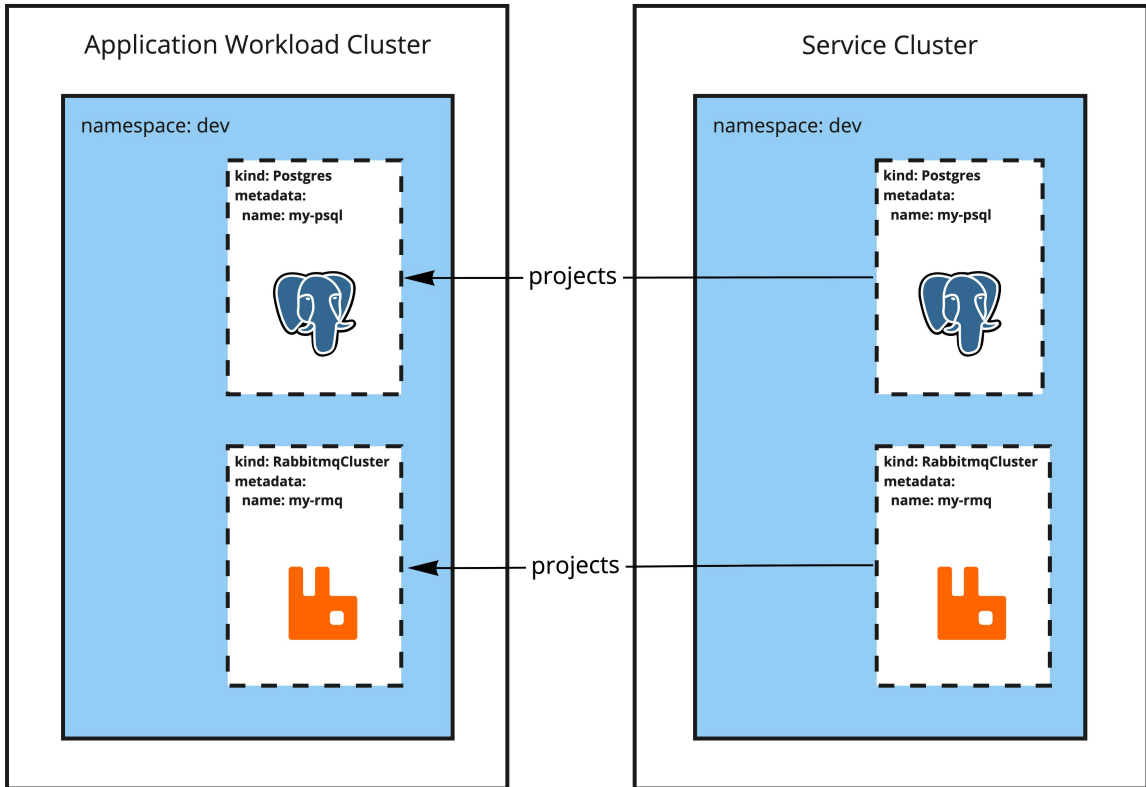 Application Workload Cluster
namespace: dev
kind: Postgres
metadata:
name: my-psql
kind: RabbitmqCluster
metadata:
name: my-rmq
projects
projects
Service Cluster
namespace: dev
kind: Postgres
metadata:
name: my-psql
kind: RabbitmqCluster
metadata:
name: my-rmq